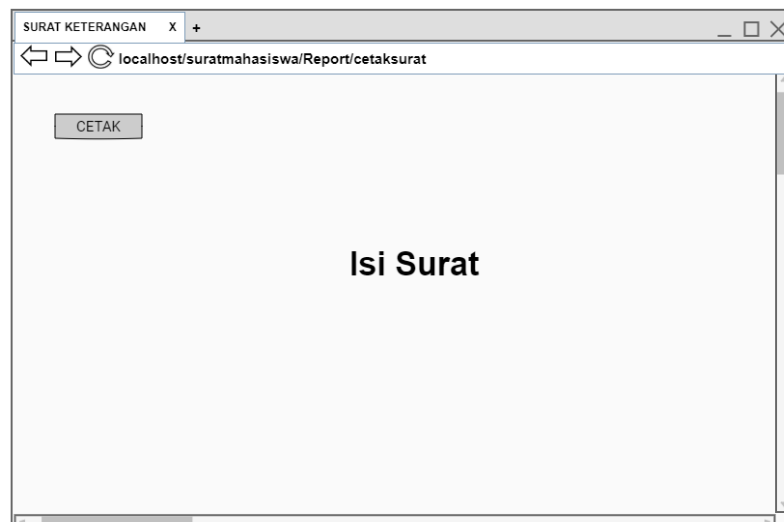 SURAT KETERANGAN X +
localhost/suratmahasiswa/Report/cetaksurat
CETAK
Isi Surat